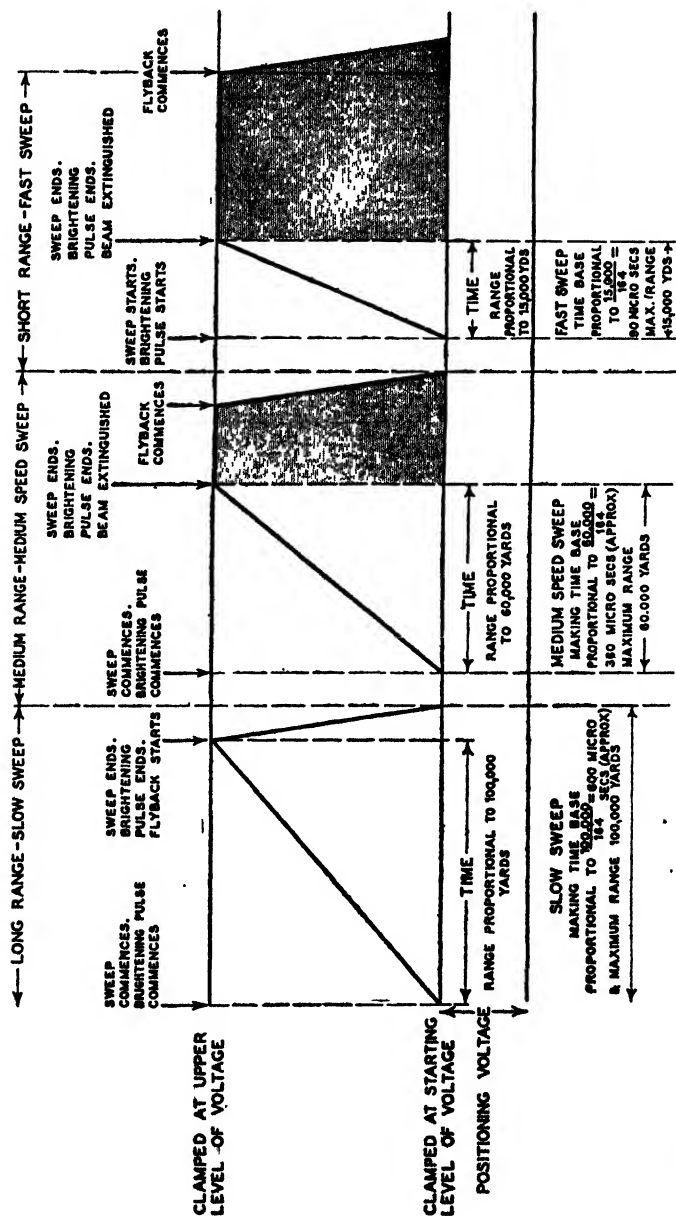 LONG RANGE-SLOW SWEEP
MEDIUM RANGE-MEDIUM SPEED SWEEP
SHORT RANGE-FAST SWEEP
SWEEP
COMMENCES.
BRIGHTENING PULSE
COMMENCES
SWEEP ENDS.
BRIGHTENING
PULSE ENDS.
FLYBACK STARTS
SWEEP
COMMENCES.
BRIGHTENING PULSE
COMMENCES
SWEEP ENDS.
BRIGHTENING
PULSE ENDS.
BEAM EXTINGUISHED
FLYBACK
COMMENCES
SWEEP STARTS.
BRIGHTENING
PULSE STARTS
SWEEP ENDS.
BRIGHTENING
PULSE ENDS.
BEAM EXTINGUISHED
FLYBACK
COMMENCES
CLAMPED AT UPPER
LEVEL OF VOLTAGE
CLAMPED AT STARTING
LEVEL OF VOLTAGE
POSITIONING VOLTAGE
TIME
RANGE PROPORTIONAL TO 100,000
YARDS
TIME
RANGE PROPORTIONAL
TO 60,000 YARDS
TIME
RANGE
PROPORTIONAL
TO 15,000 YDS
SLOW SWEEP
MAKING TIME BASE
PROPORTIONAL TO 100,000/164 = 600 MICRO
SECS (APPROX)
& MAXIMUM RANGE 100,000 YARDS
MEDIUM SPEED SWEEP
MAKING TIME BASE
PROPORTIONAL TO 60,000/164 =
360 MICRO SECS (APPROX)
MAXIMUM RANGE
60.000 YARDS
FAST SWEEP
TIME BASE
PROPORTIONAL
TO 15,000/164 =
90 MICRO SECS
MAX./RANGE
15,000 YDS